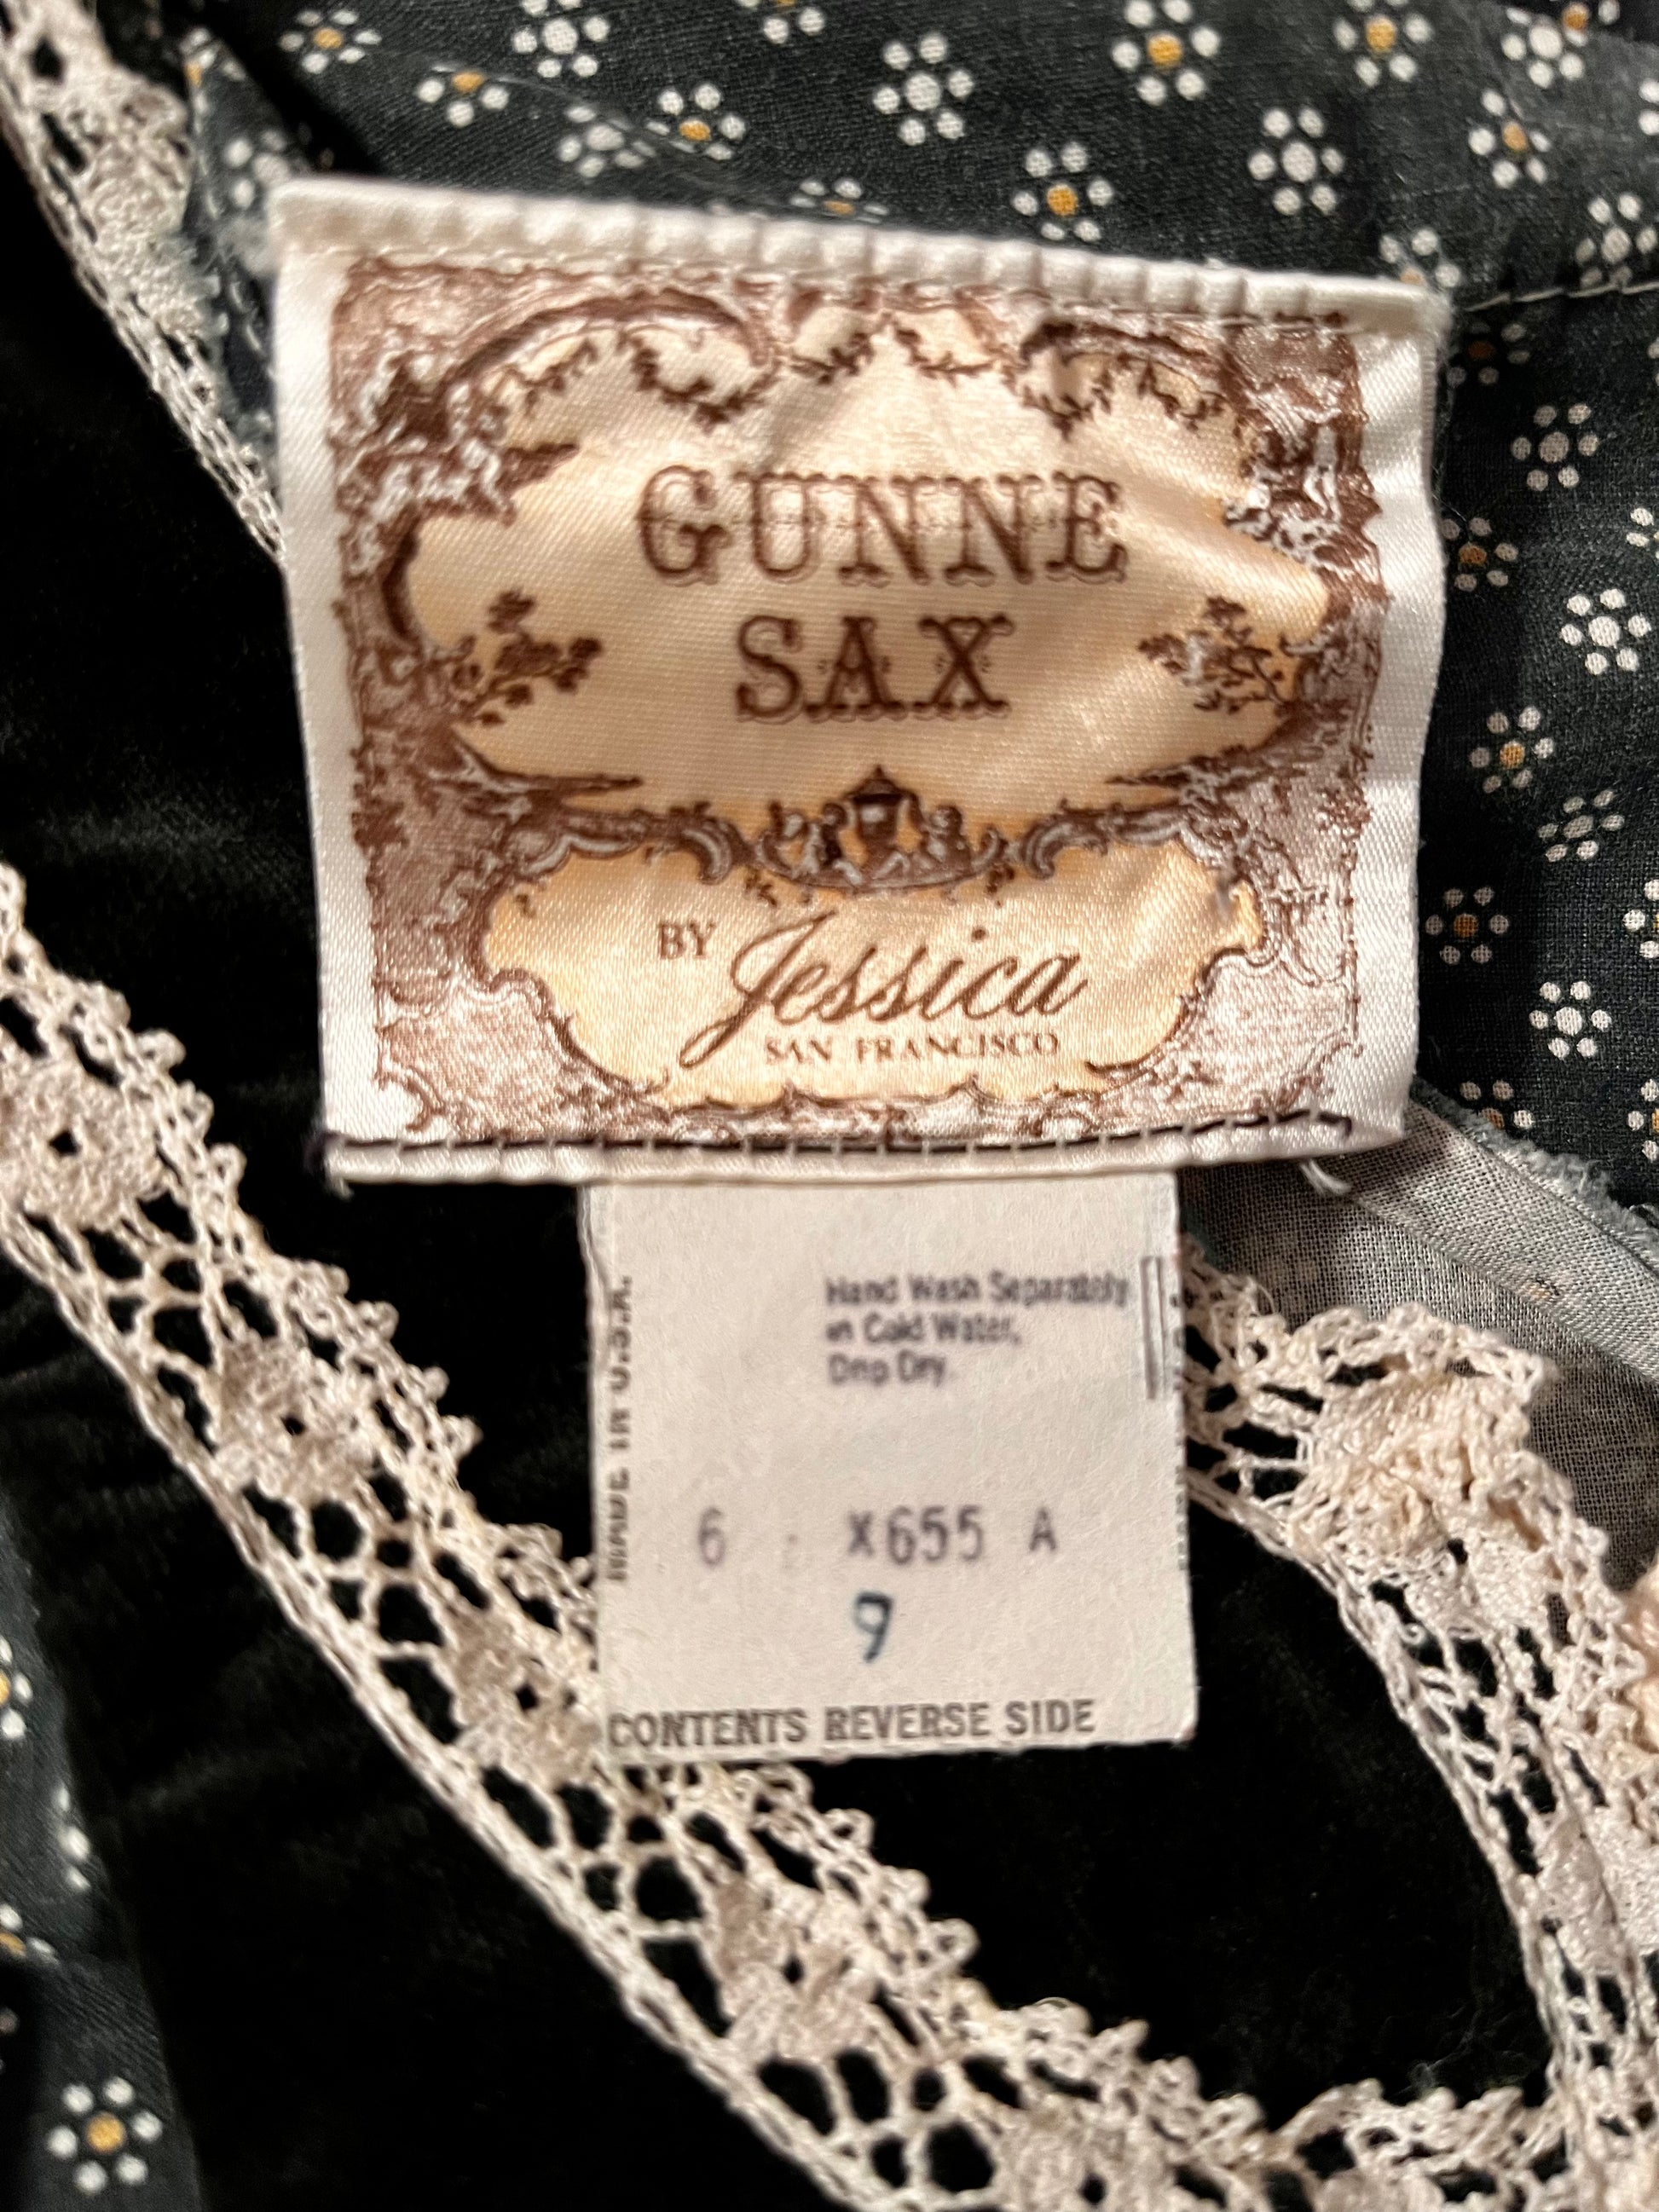 GUNNE
SAX
BY Jessica
SAN FRANCISCO
MADE IN U.S.A.
Hand Wash Separately
in Cold Water,
Drip Dry.
6 X655 A
9
CONTENTS REVERSE SIDE